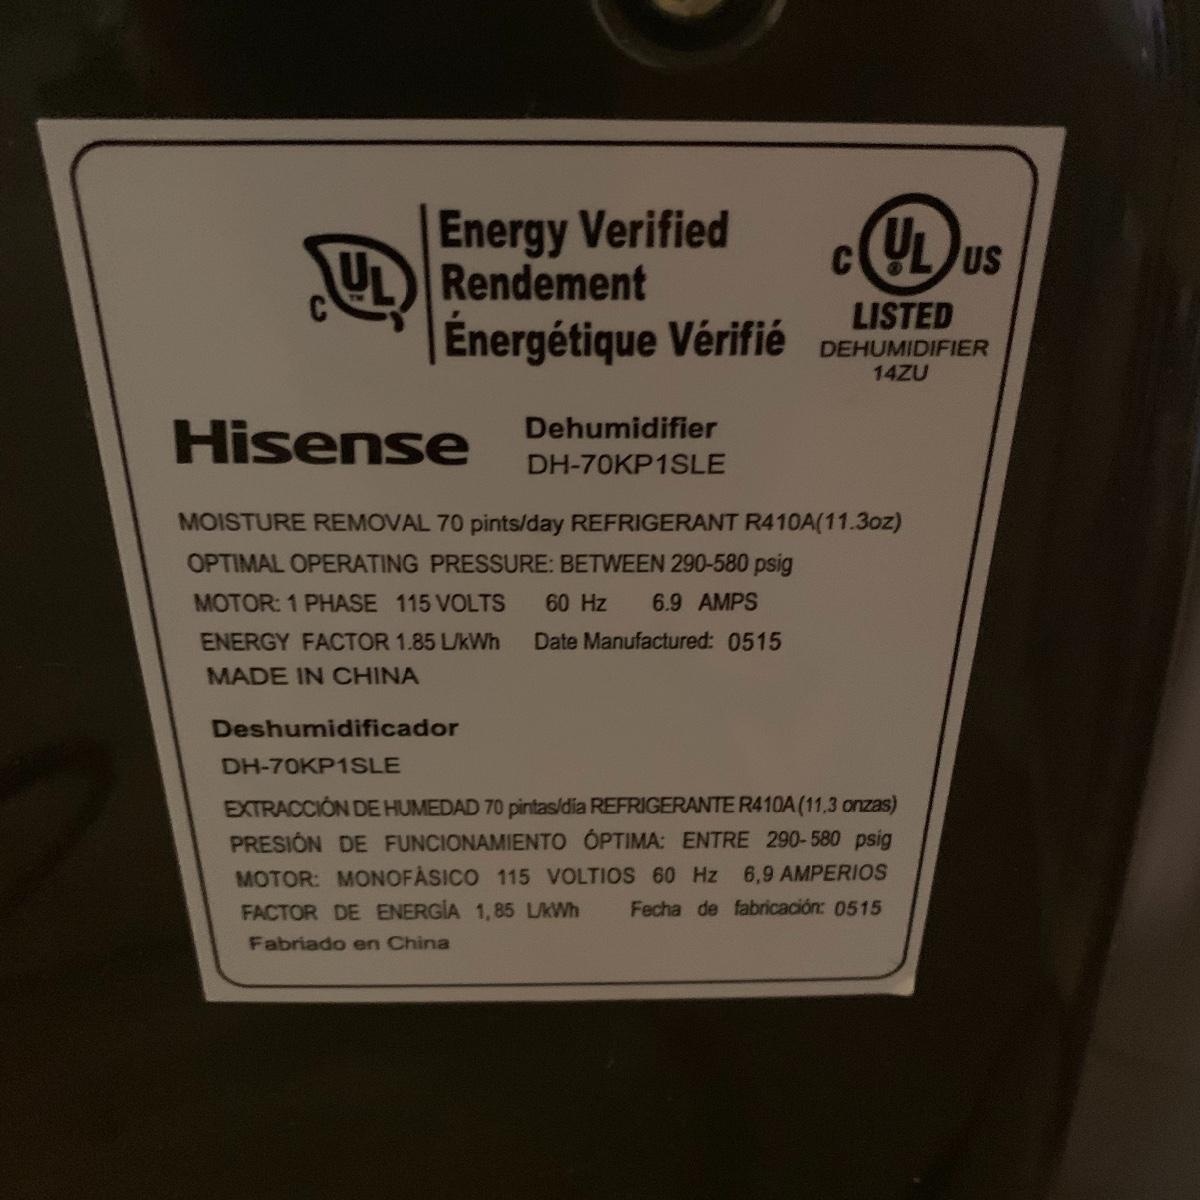 C UL ™
Energy Verified
Rendement
Énergétique Vérifié
C UL ® US
LISTED
DEHUMIDIFIER
14ZU
Hisense
Dehumidifier
DH-70KP1SLE
MOISTURE REMOVAL 70 pints/day REFRIGERANT R410A(11.3oz)
OPTIMAL OPERATING PRESSURE: BETWEEN 290-580 psig
MOTOR: 1 PHASE 115 VOLTS 60 Hz 6.9 AMPS
ENERGY FACTOR 1.85 L/kWh Date Manufactured: 0515
MADE IN CHINA
Deshumidificador
DH-70KP1SLE
EXTRACCIÓN DE HUMEDAD 70 pintas/día REFRIGERANTE R410A (11,3 onzas)
PRESIÓN DE FUNCIONAMIENTO ÓPTIMA: ENTRE 290-580 psig
MOTOR: MONOFÀSICO 115 VOLTIOS 60 Hz 6,9 AMPERIOS
FACTOR DE ENERGÍA 1,85 L/kWh Fecha de fabricación: 0515
Fabriado en China